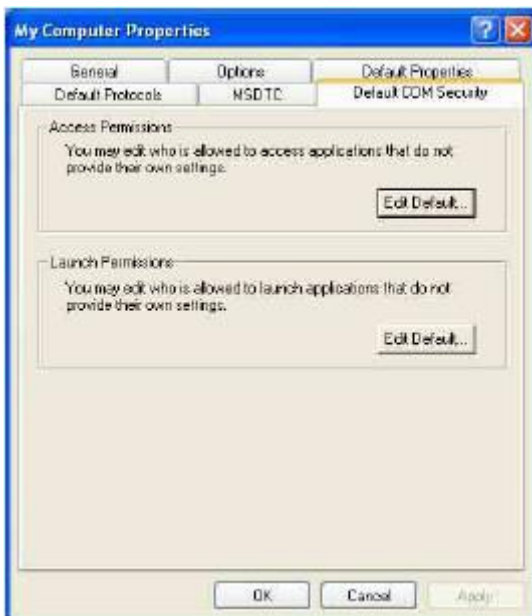 My Computer Properties
General Options Default Properties
Default Protocols MSDTC Default COM Security
Access Permissions
You may edit who is allowed to access applications that do not
provide their own settings.
Edit Default...
Launch Permissions
You may edit who is allowed to launch applications that do not
provide their own settings.
Edit Default...
OK Cancel Apply